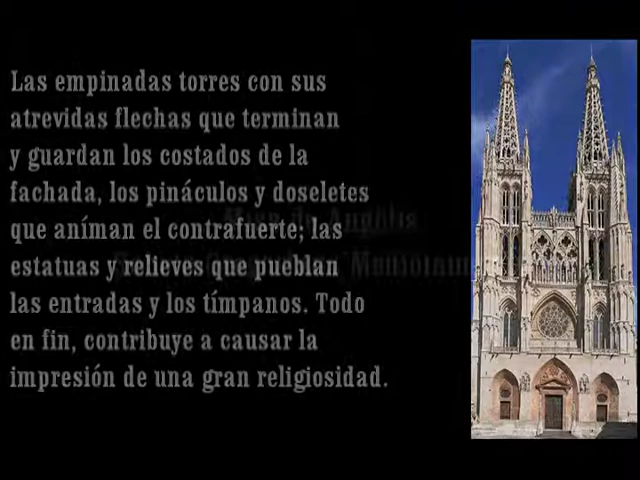 Las empinadas torres con sus
atrevidas flechas que terminan
y guardan los costados de la
fachada, los pináculos y doseletes
que aníman el contrafuerte; las
estatuas y relieves que pueblan
las entradas y los tímpanos. Todo
en fin, contribuye a causar la
impresión de una gran religiosidad.